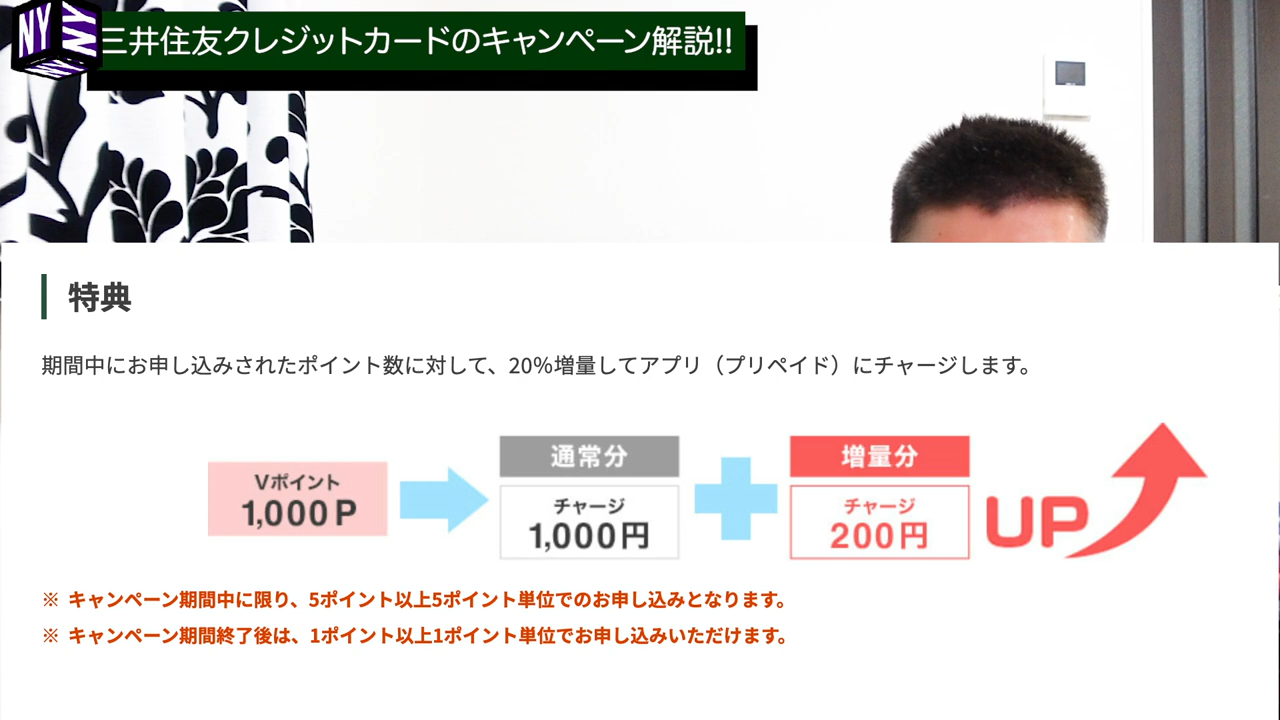 NY NY
NY
三井住友クレジットカードのキャンペーン解説!!
特典
期間中にお申し込みされたポイント数に対して、20%増量してアプリ（プリペイド）にチャージします。
Vポイント
1,000 P
通常分
チャージ
1,000円
増量分
チャージ
200円
UP
※ キャンペーン期間中に限り、5ポイント以上5ポイント単位でのお申し込みとなります。
※ キャンペーン期間終了後は、1ポイント以上1ポイント単位でお申し込みいただけます。